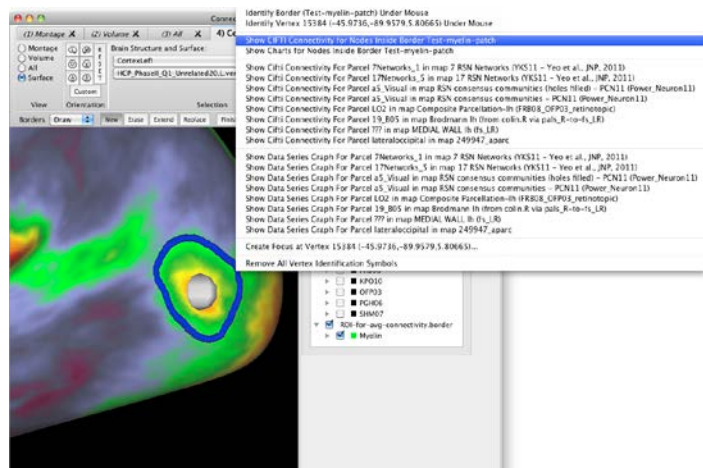 Connec
(1) Montage X (2) Volume X (3) All X 4) Co
Montage
Volume
All
Surface
View
Orientation
Custom
Brain Structure and Surface:
CortexLeft
HCP_PhaseII_Q1_Unrelated20.L.ver
Selection
Borders Draw New Erase Extend Replace Finis
Identify Border (Test-myelin-patch) Under Mouse
Identify Vertex 15384 (-45.9736,-89.9579,5.80665) Under Mouse
Show CIFTI Connectivity for Nodes Inside Border Test-myelin-patch
Show Charts for Nodes Inside Border Test-myelin-patch
Show Cifti Connectivity For Parcel 7Networks_1 in map 7 RSN Networks (YKS11 - Yeo et al., JNP, 2011)
Show Cifti Connectivity For Parcel 17Networks_5 in map 17 RSN Networks (YKS11 - Yeo et al., JNP, 2011)
Show Cifti Connectivity For Parcel a5_Visual in map RSN consensus communities (holes filled) - PCN11 (Power_Neuron11)
Show Cifti Connectivity For Parcel a5_Visual in map RSN consensus communities - PCN11 (Power_Neuron11)
Show Cifti Connectivity For Parcel LO2 in map Composite Parcellation-lh (FRB08_OFP03_retinotopic)
Show Cifti Connectivity For Parcel 19_B05 in map Brodmann lh (from colin.R via pals_R-to-fs_LR)
Show Cifti Connectivity For Parcel ??? in map MEDIAL WALL lh (fs_LR)
Show Cifti Connectivity For Parcel lateraloccipital in map 249947_aparc
Show Data Series Graph For Parcel 7Networks_1 in map 7 RSN Networks (YKS11 - Yeo et al., JNP, 2011)
Show Data Series Graph For Parcel 17Networks_5 in map 17 RSN Networks (YKS11 - Yeo et al., JNP, 2011)
Show Data Series Graph For Parcel a5_Visual in map RSN consensus communities (holes filled) - PCN11 (Power_Neuron11)
Show Data Series Graph For Parcel a5_Visual in map RSN consensus communities - PCN11 (Power_Neuron11)
Show Data Series Graph For Parcel LO2 in map Composite Parcellation-lh (FRB08_OFP03_retinotopic)
Show Data Series Graph For Parcel 19_B05 in map Brodmann lh (from colin.R via pals_R-to-fs_LR)
Show Data Series Graph For Parcel ??? in map MEDIAL WALL lh (fs_LR)
Show Data Series Graph For Parcel lateraloccipital in map 249947_aparc
Create Focus at Vertex 15384 (-45.9736,-89.9579,5.80665)...
Remove All Vertex Identification Symbols
KPO10
OFP03
PGH06
SHM07
ROI-for-avg-connectivity.border
Myelin